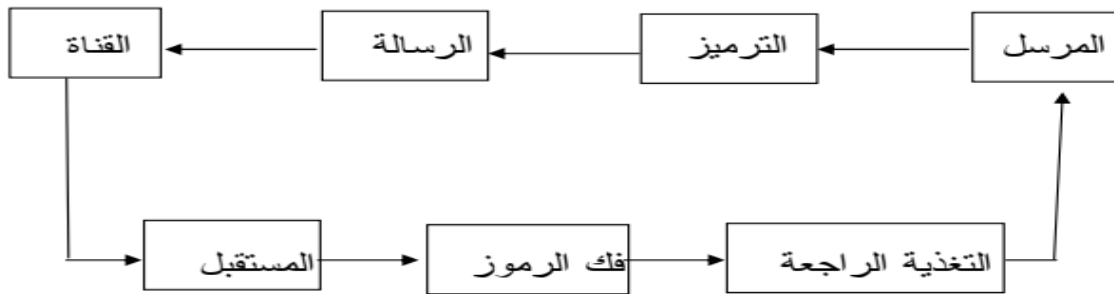 المرسل
الترميز
الرسالة
القناة
المستقبل
فك الرموز
التغذية الراجعة